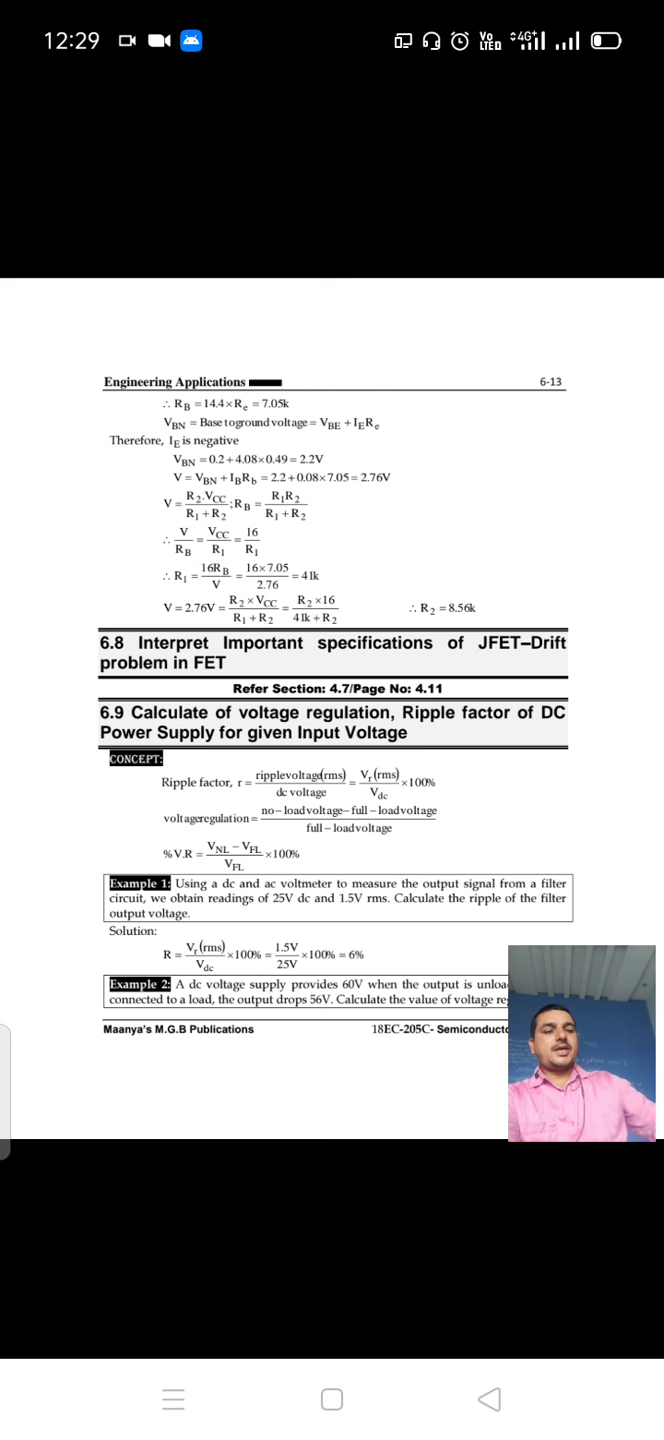 12:29
Vo LTED 4G+
Engineering Applications 6-13
∴ R_B = 14.4×R_e = 7.05k
V_BN = Base to ground voltage = V_BE + I_E R_e
Therefore, I_E is negative
V_BN = 0.2 + 4.08×0.49 = 2.2V
V = V_BN + I_B R_b = 2.2 + 0.08×7.05 = 2.76V
V = R_2.V_CC / R_1 + R_2 ; R_B = R_1R_2 / R_1 + R_2
∴ V / R_B = V_CC / R_1 = 16 / R_1
∴ R_1 = 16R_B / V = 16×7.05 / 2.76 = 41k
V = 2.76V = R_2 × V_CC / R_1 + R_2 = R_2 ×16 / 41k + R_2 ∴ R_2 = 8.56k
6.8 Interpret Important specifications of JFET–Drift
problem in FET
Refer Section: 4.7/Page No: 4.11
6.9 Calculate of voltage regulation, Ripple factor of DC
Power Supply for given Input Voltage
CONCEPT:
Ripple factor, r = ripplevoltage(rms) / dc voltage = V_r(rms) / V_dc ×100%
voltageregulation = no – loadvoltage – full – loadvoltage / full – loadvoltage
%V.R = V_NL – V_FL / V_FL ×100%
Example 1: Using a dc and ac voltmeter to measure the output signal from a filter
circuit, we obtain readings of 25V dc and 1.5V rms. Calculate the ripple of the filter
output voltage.
Solution:
R = V_r(rms) / V_dc ×100% = 1.5V / 25V ×100% = 6%
Example 2: A dc voltage supply provides 60V when the output is unloa
connected to a load, the output drops 56V. Calculate the value of voltage re
Maanya's M.G.B Publications 18EC-205C- Semiconducto